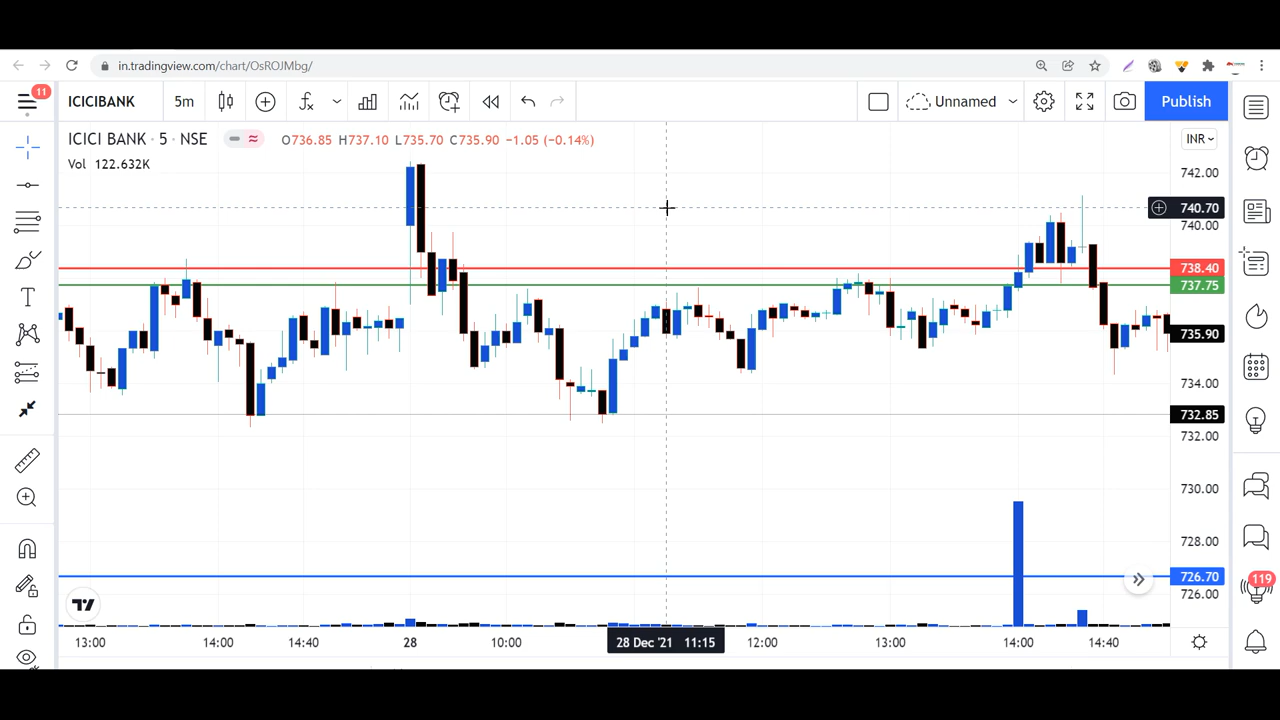 in.tradingview.com/chart/OsROJMbg/
11
ICICIBANK
5m
Unnamed
Publish
ICICI BANK · 5 · NSE
O736.85 H737.10 L735.70 C735.90 −1.05 (−0.14%)
INR
Vol 122.632K
742.00
740.70
740.00
738.40
737.75
735.90
734.00
732.85
732.00
730.00
728.00
726.70
726.00
119
13:00
14:00
14:40
28
10:00
28 Dec '21 11:15
12:00
13:00
14:00
14:40